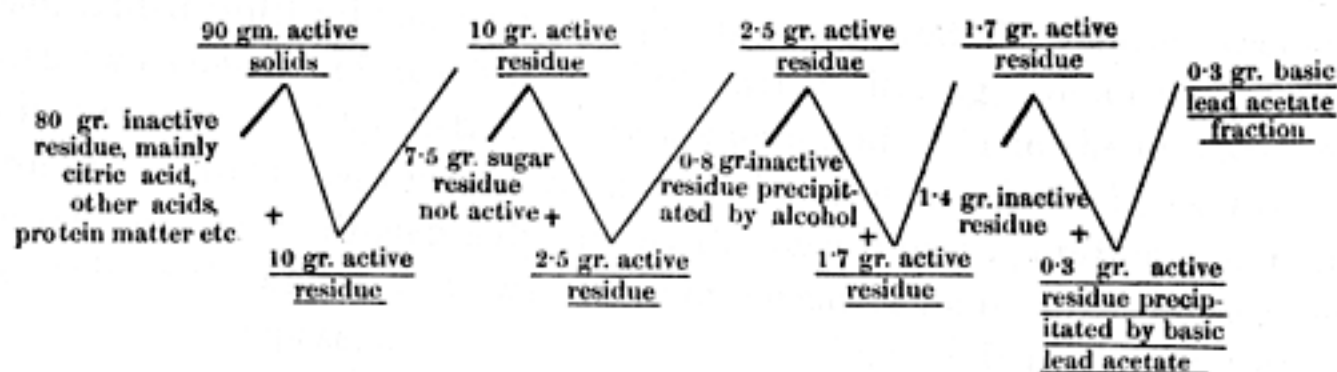 90 gm. active
solids
80 gr. inactive
residue, mainly
citric acid,
other acids,
protein matter etc
+
10 gr. active
residue
10 gr. active
residue
7·5 gr. sugar
residue
not active +
2·5 gr. active
residue
2·5 gr. active
residue
0·8 gr. inactive
residue precipit-
ated by alcohol
+
1·7 gr. active
residue
1·7 gr. active
residue
1·4 gr. inactive
residue
+
0·3 gr. active
residue precip-
itated by basic
lead acetate
0·3 gr. basic
lead acetate
fraction